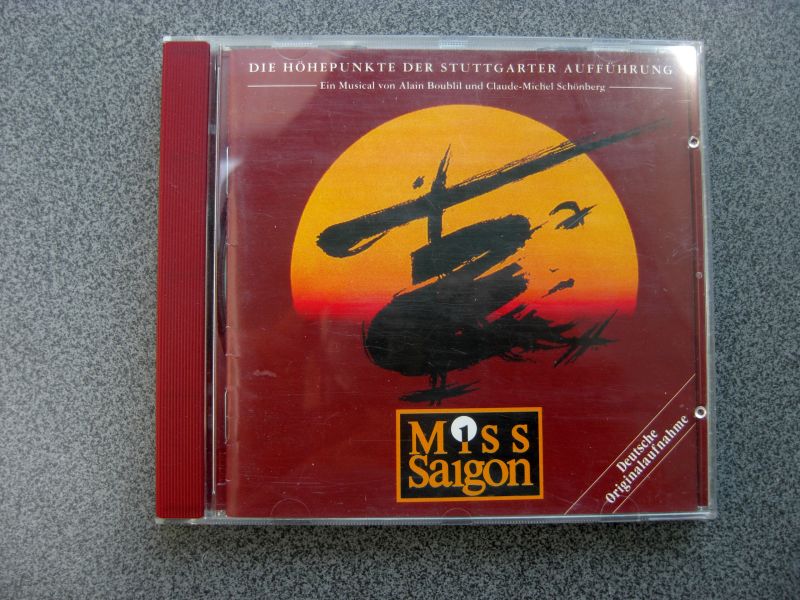 DIE HÖHEPUNKTE DER STUTTGARTER AUFFÜHRUNG
Ein Musical von Alain Boublil und Claude-Michel Schönberg
MISS
Saigon
Deutsche
Originalaufnahme